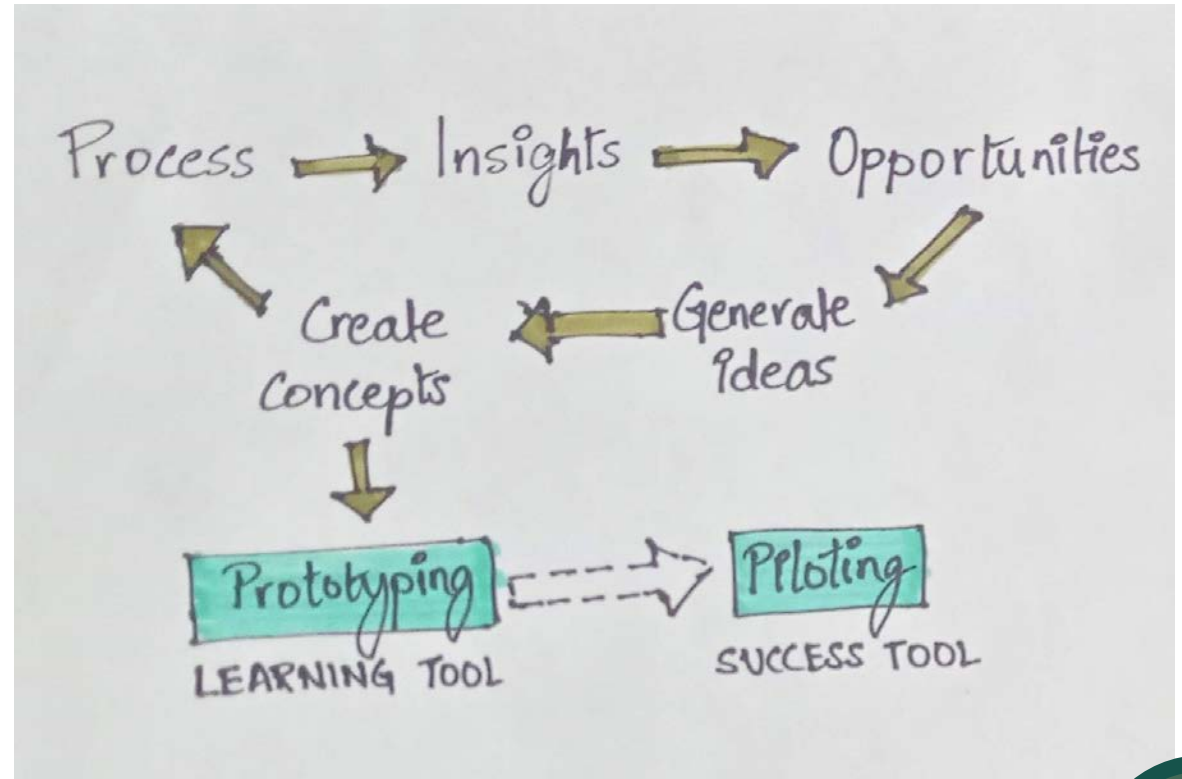 Process
Insights
Opportunities
Create
Concepts
Generate
ideas
Prototyping
LEARNING TOOL
Piloting
SUCCESS TOOL